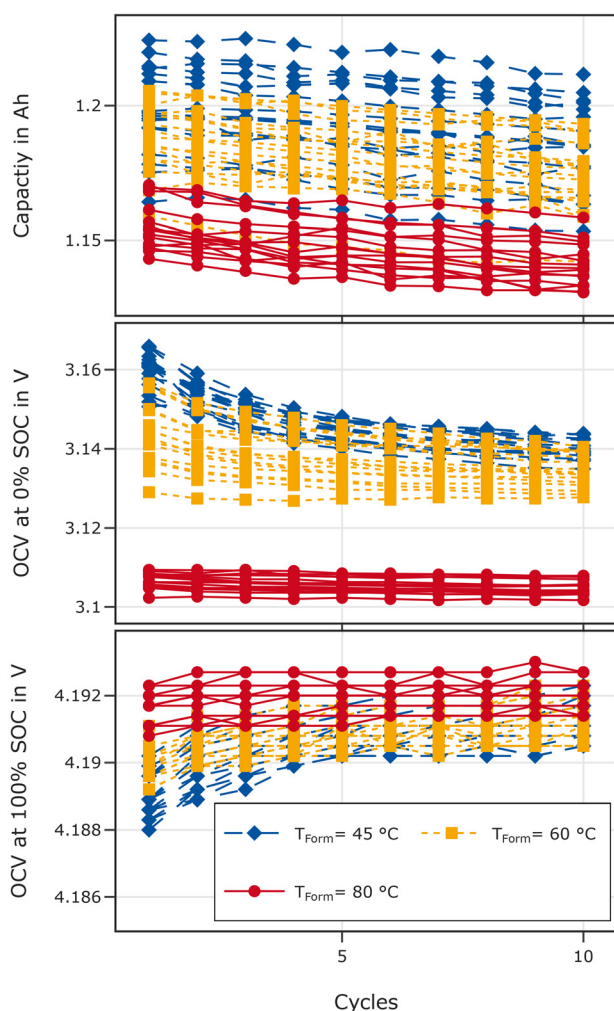 Capactiy in Ah
1.2
1.15
OCV at 0% SOC in V
3.16
3.14
3.12
3.1
OCV at 100% SOC in V
4.192
4.19
4.188
4.186
T_Form= 45 °C
T_Form= 60 °C
T_Form= 80 °C
5
10
Cycles